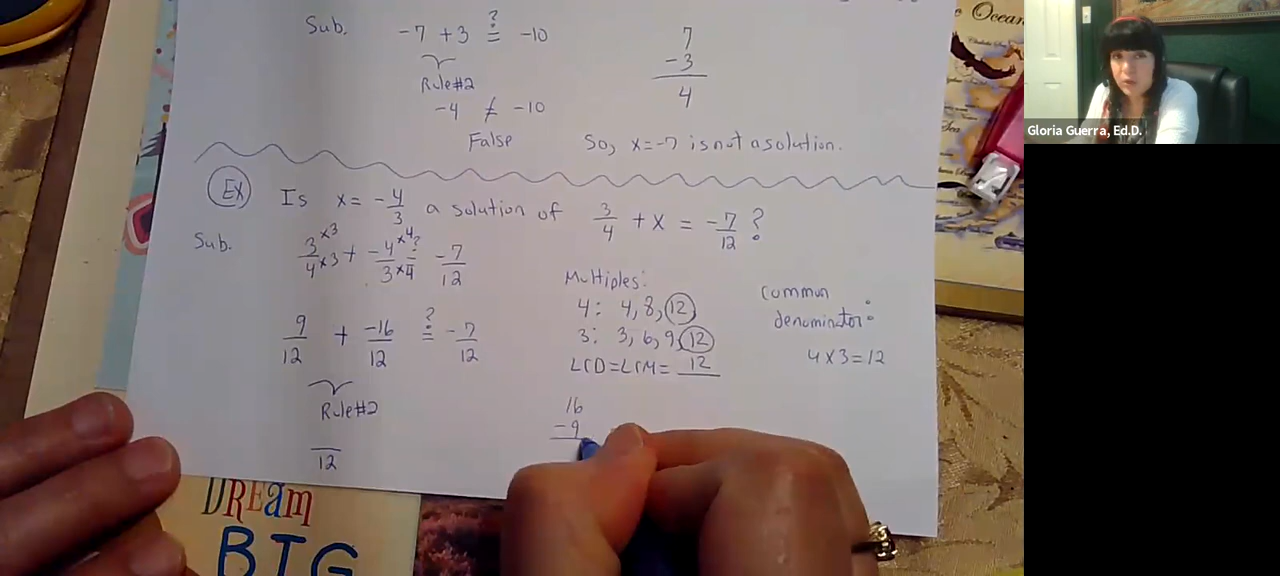 Sub. -7 + 3 ≟ -10
Rule#2
-4 ≠ -10
False
7
-3
4
So, x = -7 is not a solution.
Ex Is x = -4/3 a solution of 3/4 + x = -7/12 ?
Sub. 3×3/4×3 + -4×4/3×4 ≟ -7/12
9/12 + -16/12 ≟ -7/12
Rule#2
12
Multiples:
4: 4, 8, 12
3: 3, 6, 9, 12
LCD = LCM = 12
16
-9
common
denominator:
4 x 3 = 12
DREAM
BIG
Ocean
Gloria Guerra, Ed.D.